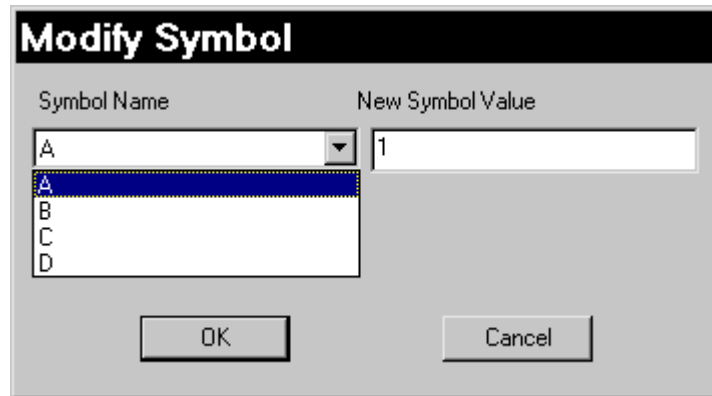 Modify Symbol
Symbol Name New Symbol Value
A 1
A
B
C
D
OK Cancel